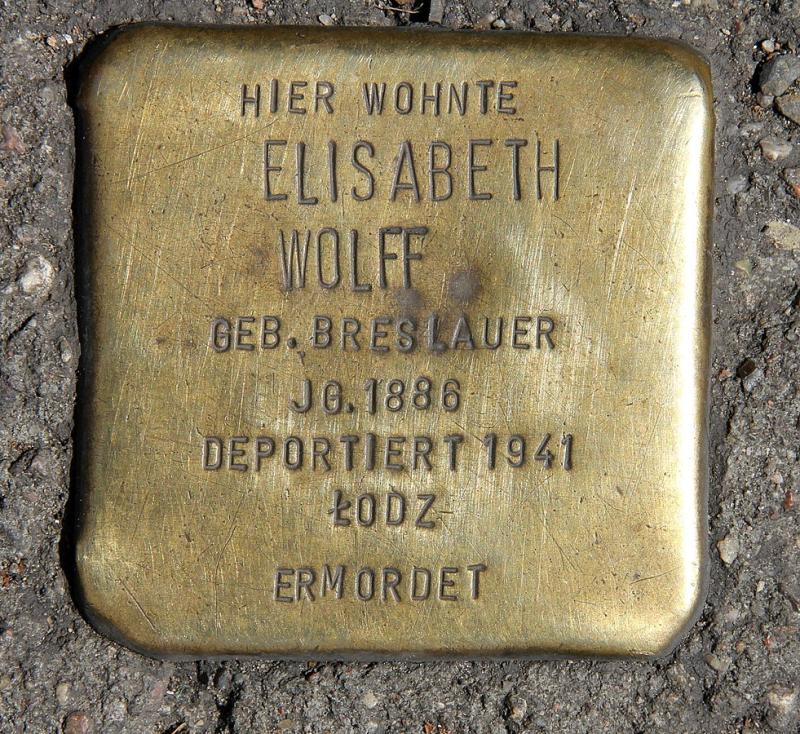 HIER WOHNTE
ELISABETH
WOLFF
GEB. BRESLAUER
JG. 1886
DEPORTIERT 1941
ŁODZ
ERMORDET